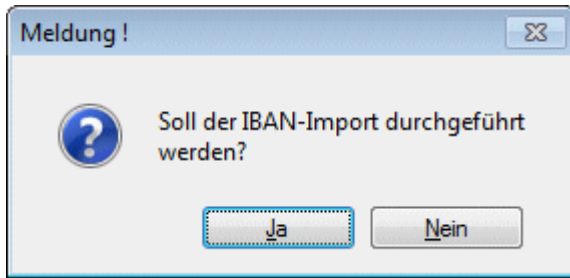 Meldung !
Soll der IBAN-Import durchgeführt
werden?
Ja
Nein